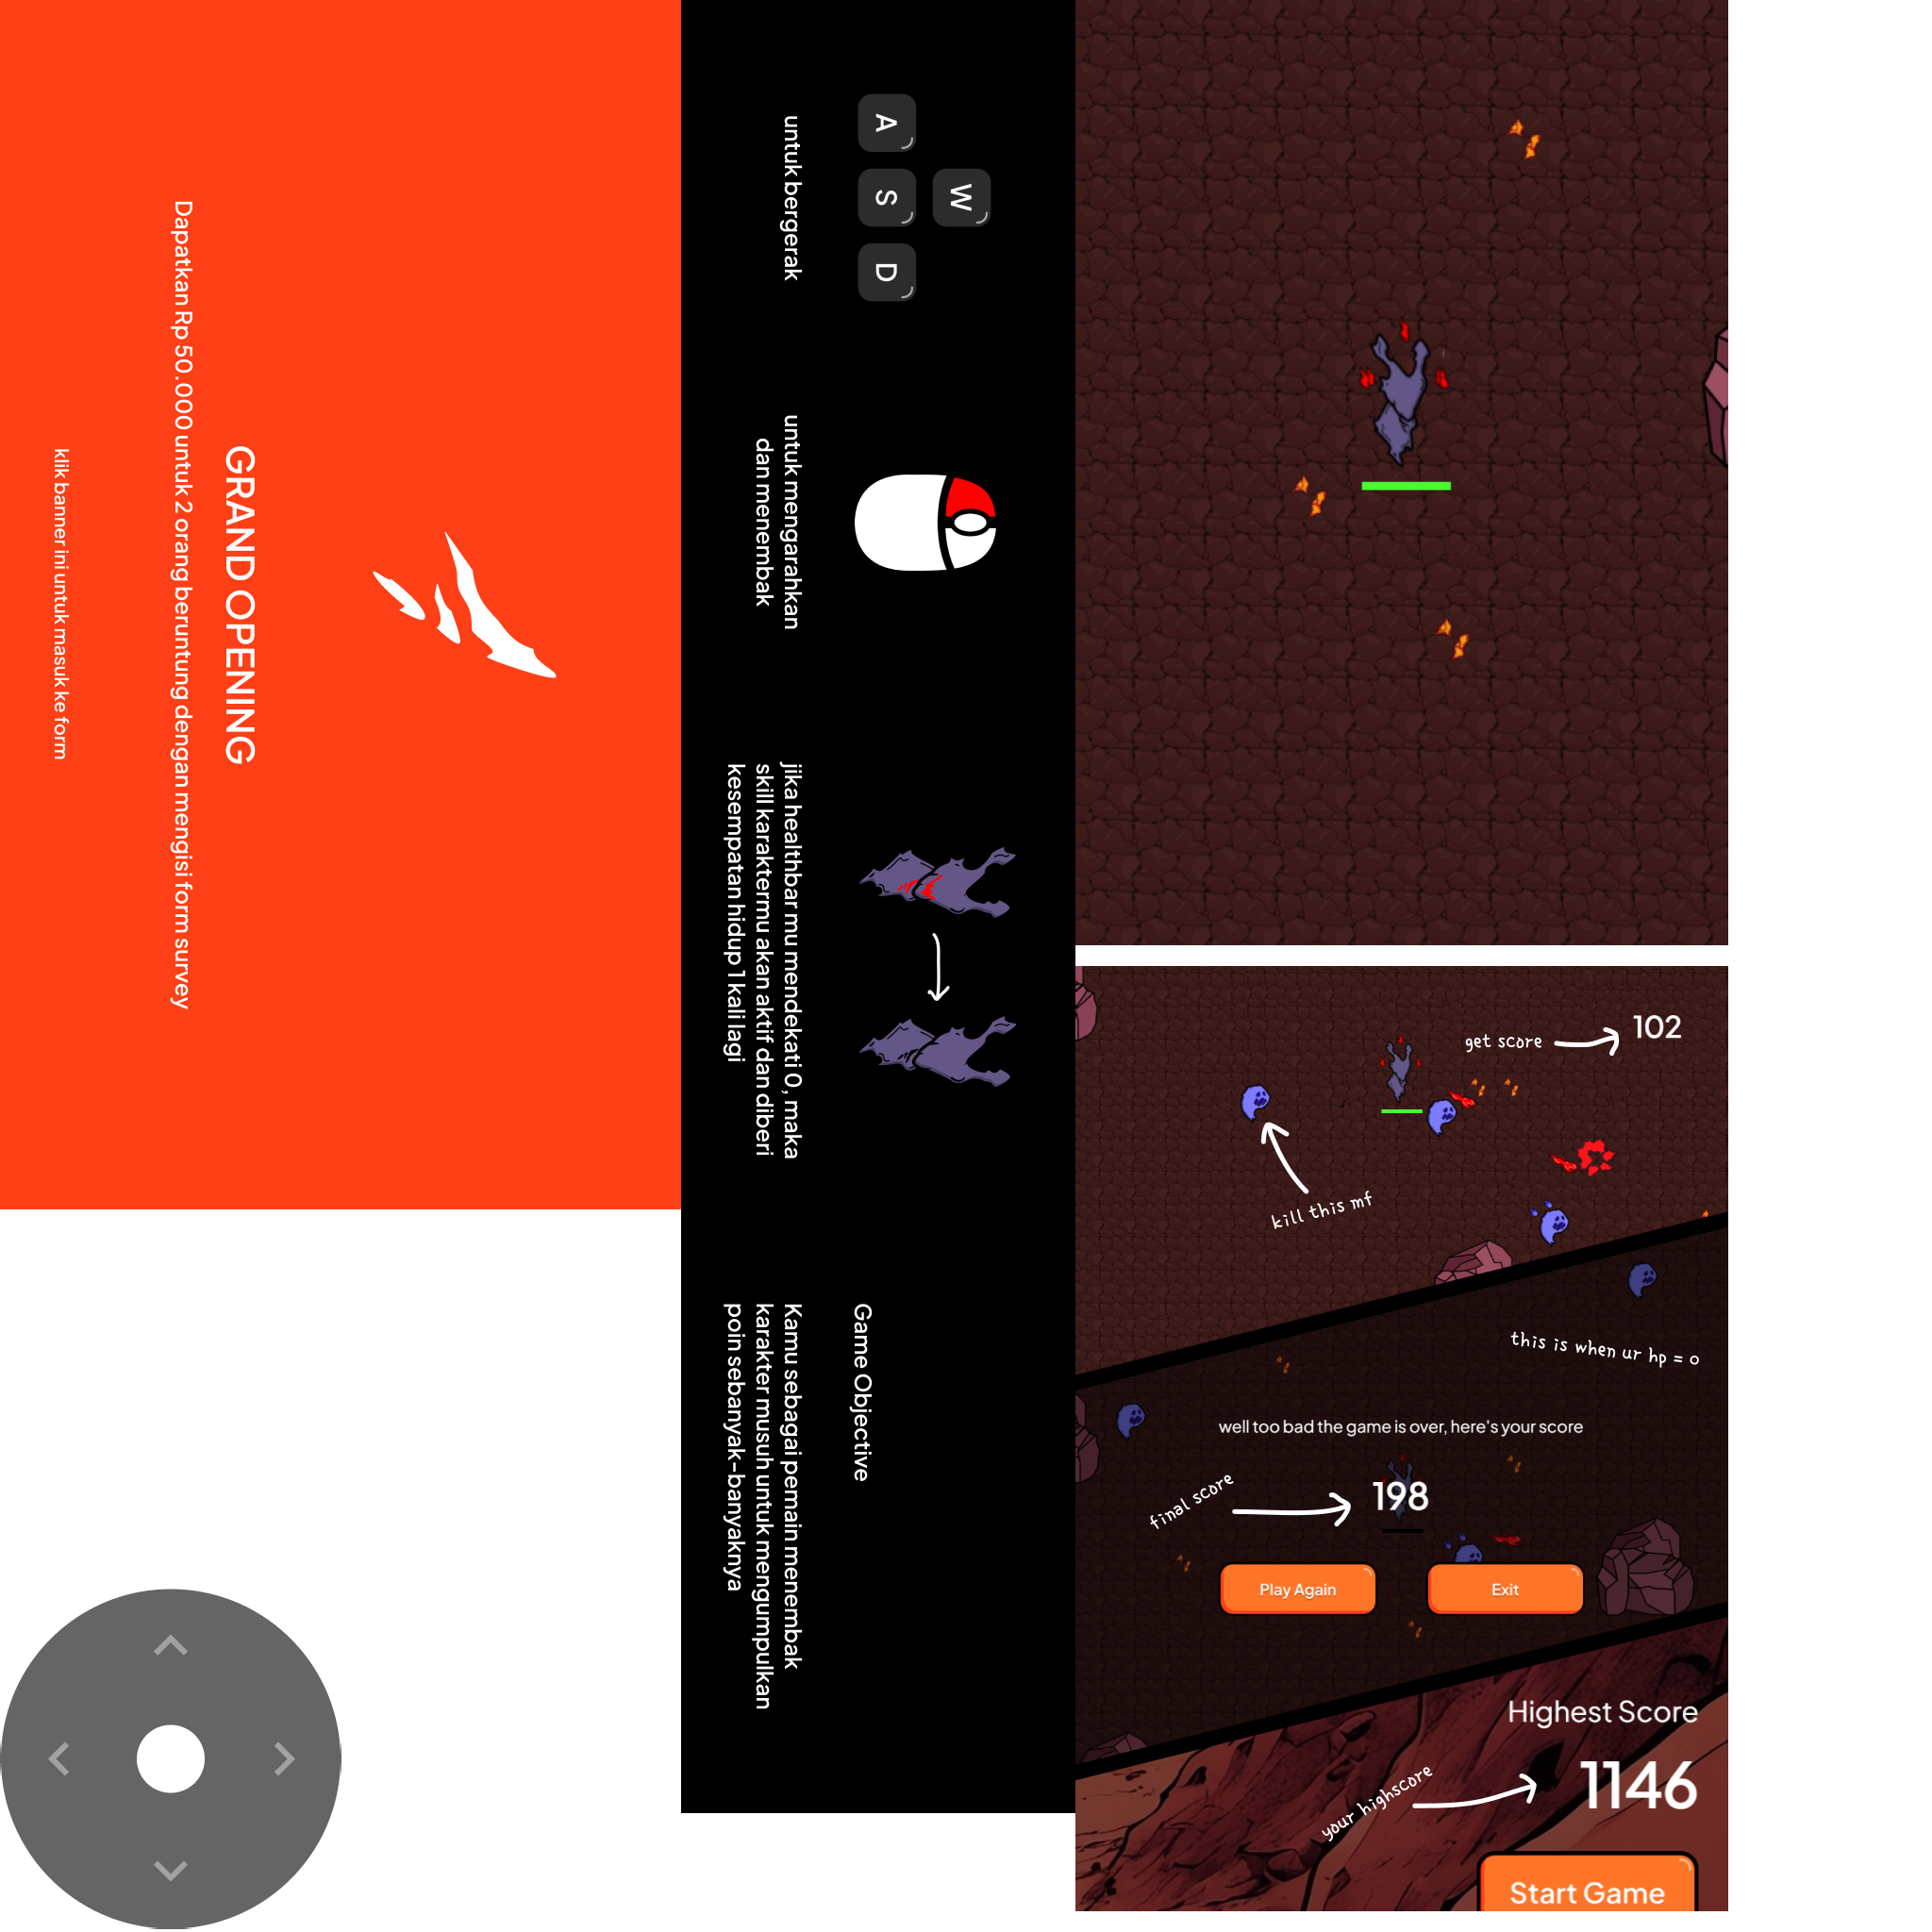 GRAND OPENING
Dapatkan Rp 50.000 untuk 2 orang beruntung dengan mengisi form survey
klik banner ini untuk masuk ke form
W
A S D
untuk bergerak
untuk mengarahkan
dan menembak
jika healthbar mu mendekati 0, maka
skill karaktermu akan aktif dan diberi
kesempatan hidup 1 kali lagi
Game Objective
Kamu sebagai pemain menembak
karakter musuh untuk mengumpulkan
poin sebanyak-banyaknya
get score
102
kill this mf
this is when ur hp = 0
well too bad the game is over, here's your score
final score
198
Play Again
Exit
Highest Score
1146
your highscore
Start Game